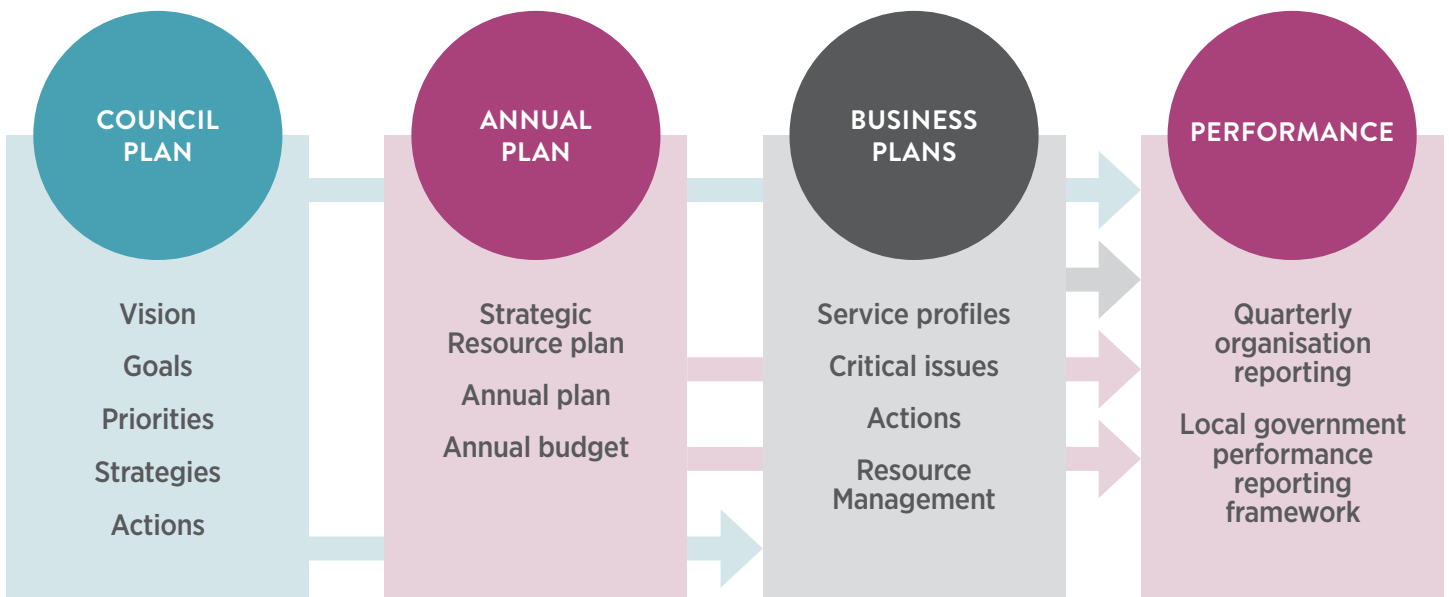 COUNCIL
PLAN
Vision
Goals
Priorities
Strategies
Actions
ANNUAL
PLAN
Strategic
Resource plan
Annual plan
Annual budget
BUSINESS
PLANS
Service profiles
Critical issues
Actions
Resource
Management
PERFORMANCE
Quarterly
organisation
reporting
Local government
performance
reporting
framework